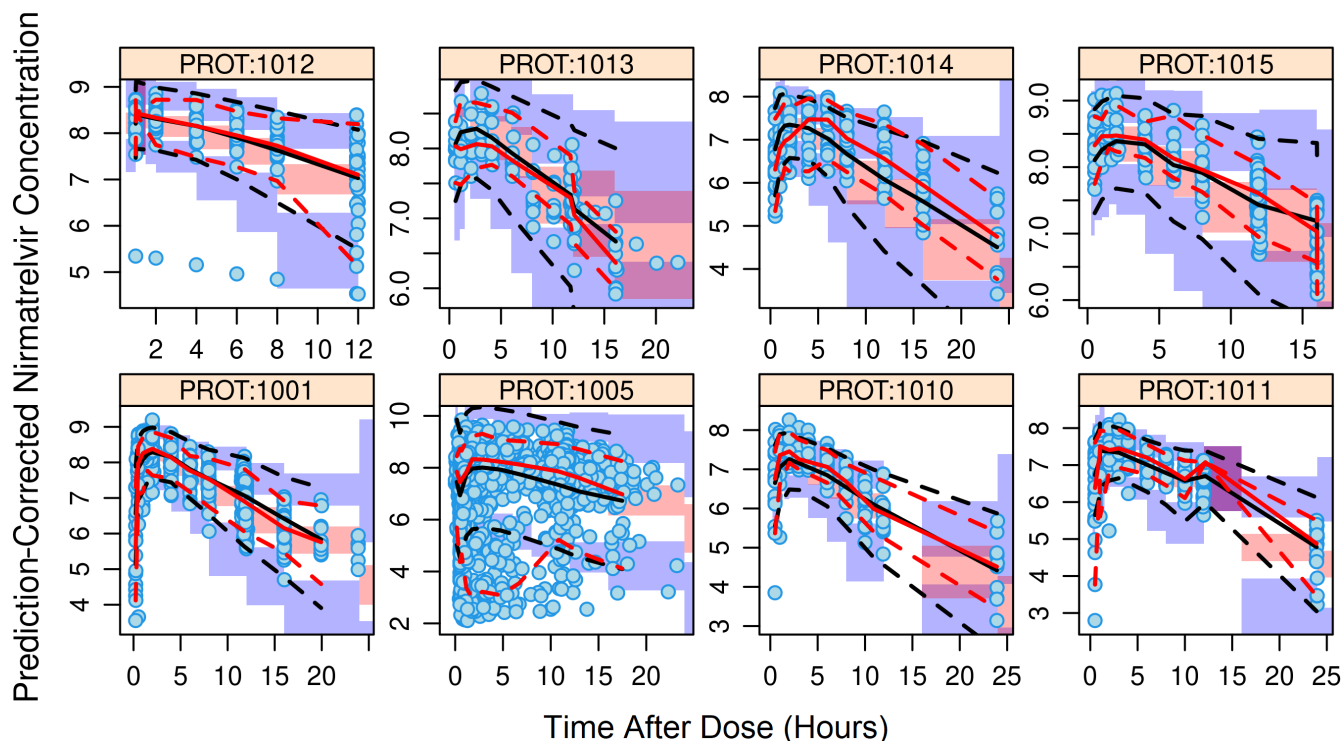 Prediction-Corrected Nirmatrelvir Concentration
PROT:1012
PROT:1013
PROT:1014
PROT:1015
9
8
7
6
5
8.0
7.0
6.0
8
7
6
5
4
9.0
8.0
7.0
6.0
2 4 6 8 10 12
0 5 10 15 20
0 5 10 15 20 25
0 5 10 15
PROT:1001
PROT:1005
PROT:1010
PROT:1011
9
8
7
6
5
4
10
8
6
4
2
8
7
6
5
4
3
8
7
6
5
4
3
0 5 10 15 20
0 5 10 15 20
0 5 10 15 20 25
0 5 10 15 20 25
Time After Dose (Hours)